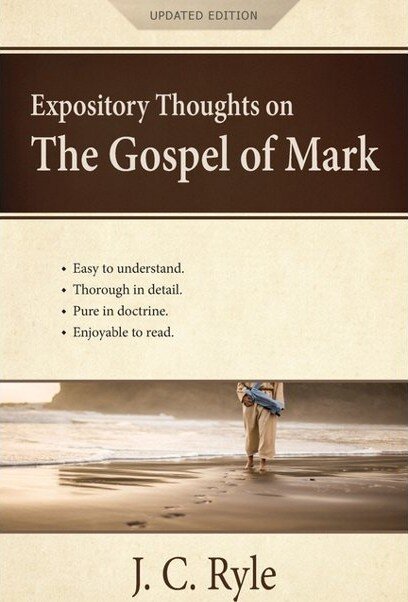 UPDATED EDITION
Expository Thoughts on
The Gospel of Mark
• Easy to understand.
• Thorough in detail.
• Pure in doctrine.
• Enjoyable to read.
J. C. Ryle